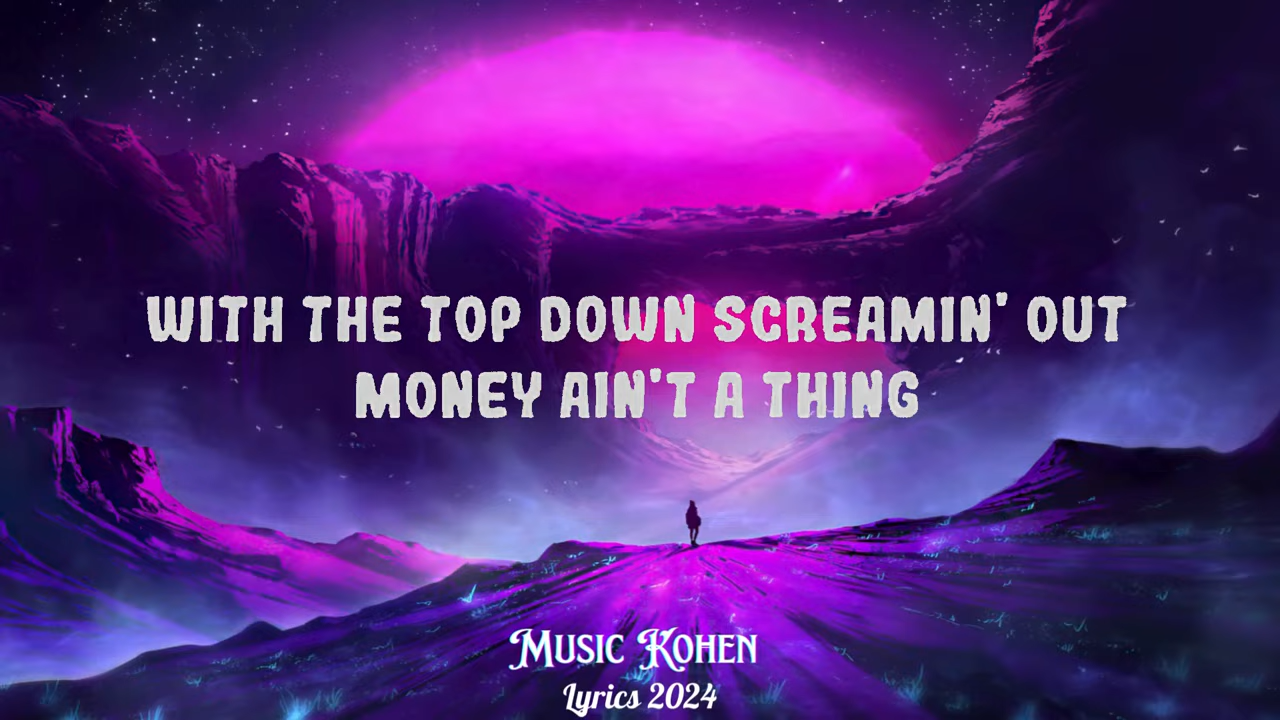 WITH THE TOP DOWN SCREAMIN' OUT
MONEY AIN'T A THING
MUSIC KOHEN
Lyrics 2024